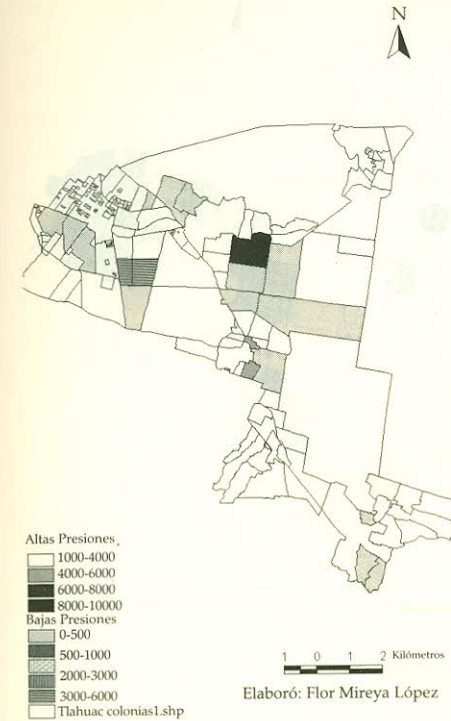 N
Altas Presiones
1000-4000
4000-6000
6000-8000
8000-10000
Bajas Presiones
0-500
500-1000
2000-3000
3000-6000
Tlahuac colonias1.shp
1 0 1 2 Kilómetros
Elaboró: Flor Mireya López